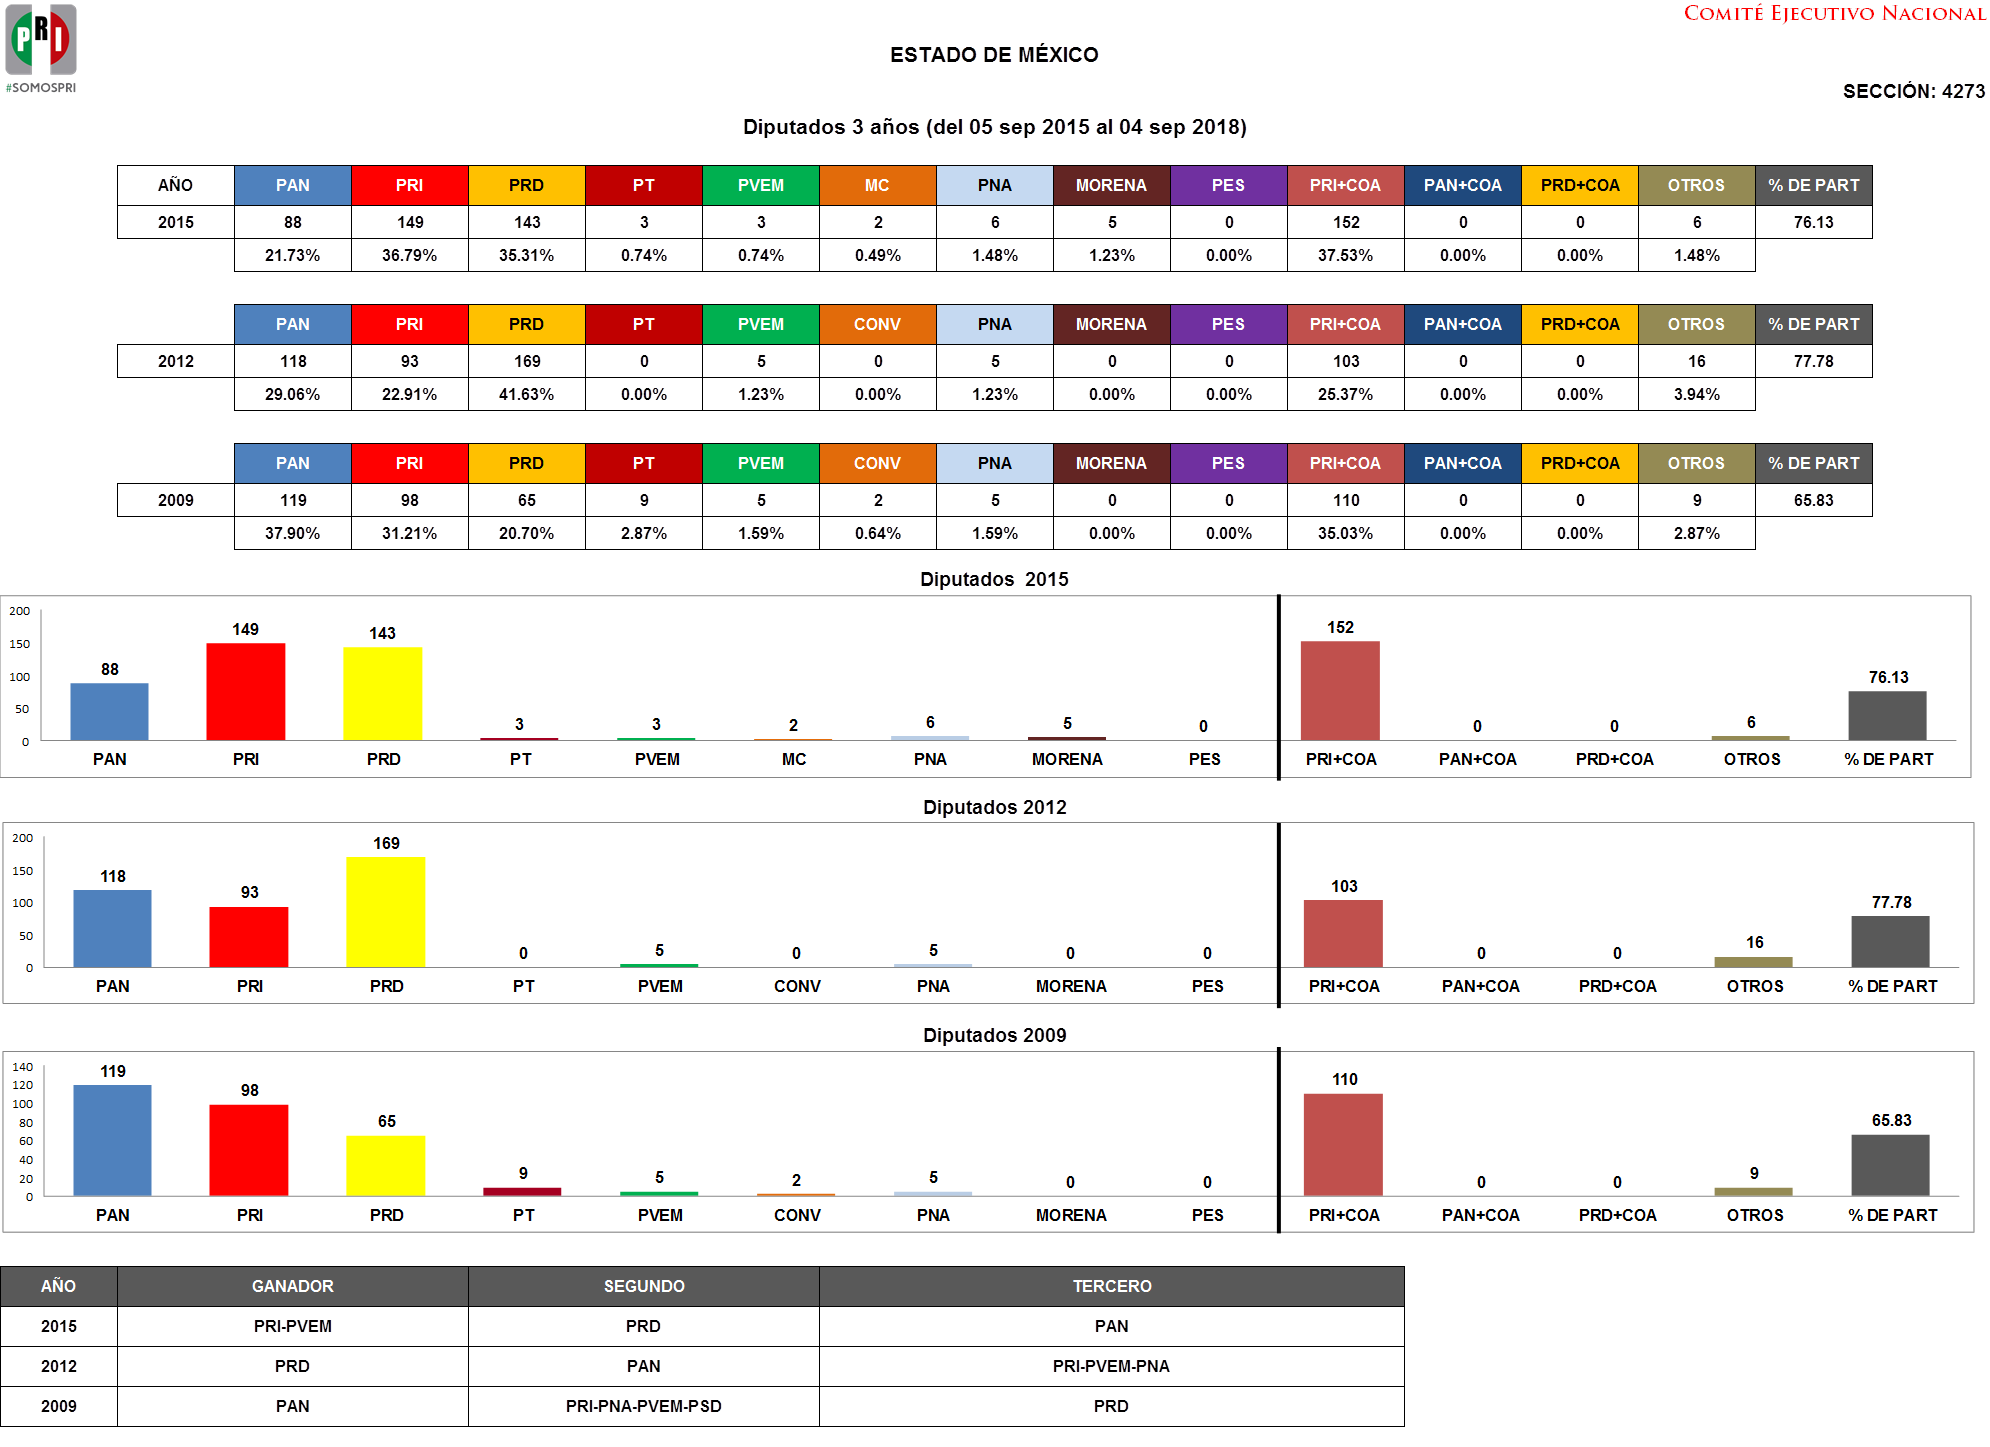 PRI
#SOMOSPRI
COMITÉ EJECUTIVO NACIONAL
ESTADO DE MÉXICO
SECCIÓN: 4273
Diputados 3 años (del 05 sep 2015 al 04 sep 2018)
AÑO PAN PRI PRD PT PVEM MC PNA MORENA PES PRI+COA PAN+COA PRD+COA OTROS % DE PART
2015 88 149 143 3 3 2 6 5 0 152 0 0 6 76.13
21.73% 36.79% 35.31% 0.74% 0.74% 0.49% 1.48% 1.23% 0.00% 37.53% 0.00% 0.00% 1.48%
PAN PRI PRD PT PVEM CONV PNA MORENA PES PRI+COA PAN+COA PRD+COA OTROS % DE PART
2012 118 93 169 0 5 0 5 0 0 103 0 0 16 77.78
29.06% 22.91% 41.63% 0.00% 1.23% 0.00% 1.23% 0.00% 0.00% 25.37% 0.00% 0.00% 3.94%
PAN PRI PRD PT PVEM CONV PNA MORENA PES PRI+COA PAN+COA PRD+COA OTROS % DE PART
2009 119 98 65 9 5 2 5 0 0 110 0 0 9 65.83
37.90% 31.21% 20.70% 2.87% 1.59% 0.64% 1.59% 0.00% 0.00% 35.03% 0.00% 0.00% 2.87%
Diputados 2015
200
150
100
50
0
88 149 143 3 3 2 6 5 0 152 0 0 6 76.13
PAN PRI PRD PT PVEM MC PNA MORENA PES PRI+COA PAN+COA PRD+COA OTROS % DE PART
Diputados 2012
200
150
100
50
0
118 93 169 0 5 0 5 0 0 103 0 0 16 77.78
PAN PRI PRD PT PVEM CONV PNA MORENA PES PRI+COA PAN+COA PRD+COA OTROS % DE PART
Diputados 2009
140
120
100
80
60
40
20
0
119 98 65 9 5 2 5 0 0 110 0 0 9 65.83
PAN PRI PRD PT PVEM CONV PNA MORENA PES PRI+COA PAN+COA PRD+COA OTROS % DE PART
AÑO GANADOR SEGUNDO TERCERO
2015 PRI-PVEM PRD PAN
2012 PRD PAN PRI-PVEM-PNA
2009 PAN PRI-PNA-PVEM-PSD PRD